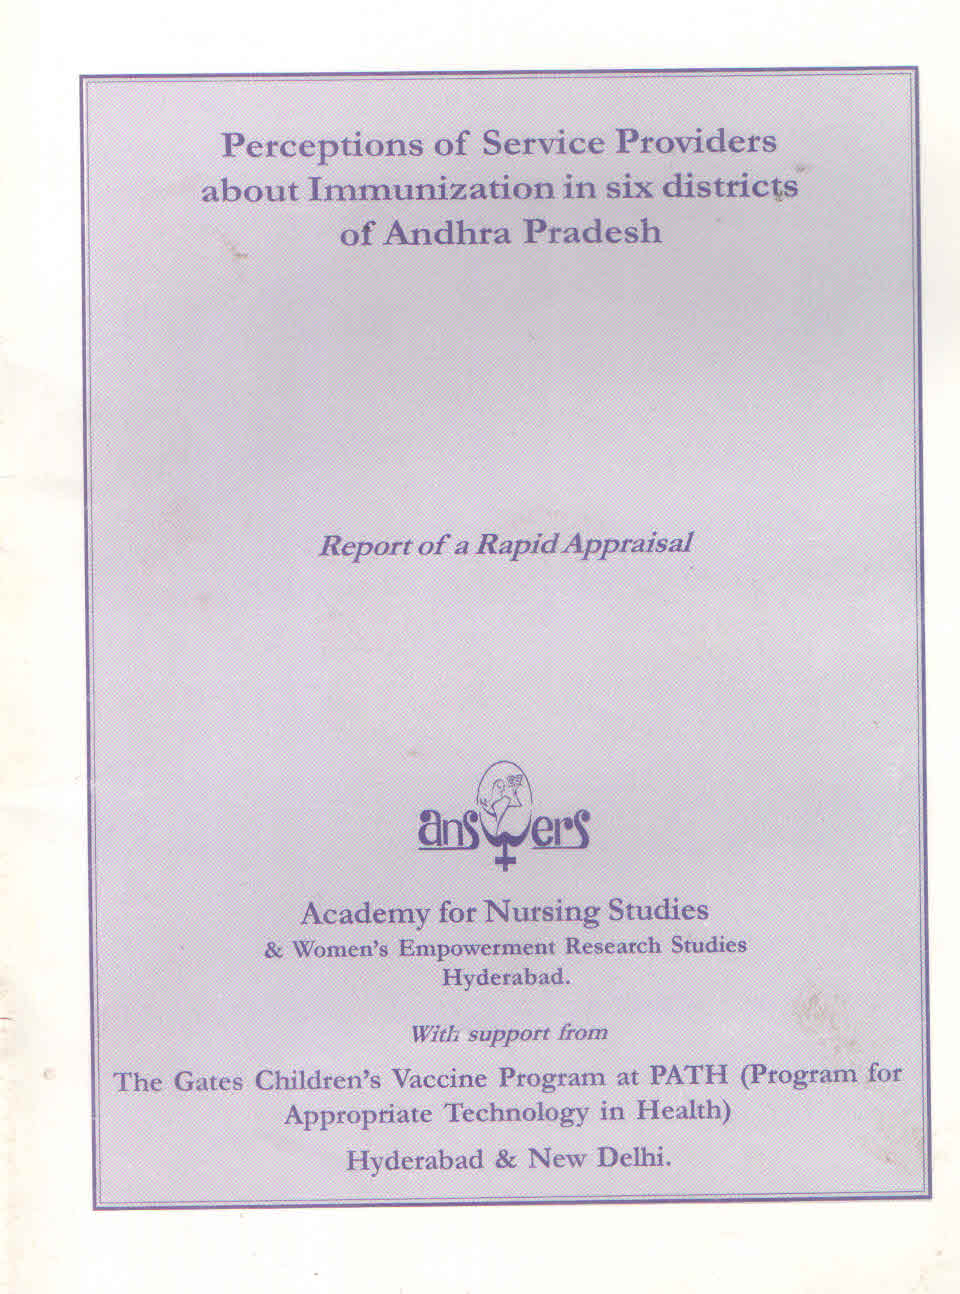 Perceptions of Service Providers
about Immunization in six districts
of Andhra Pradesh
Report of a Rapid Appraisal
answers
Academy for Nursing Studies
& Women's Empowerment Research Studies
Hyderabad.
With support from
The Gates Children's Vaccine Program at PATH (Program for
Appropriate Technology in Health)
Hyderabad & New Delhi.